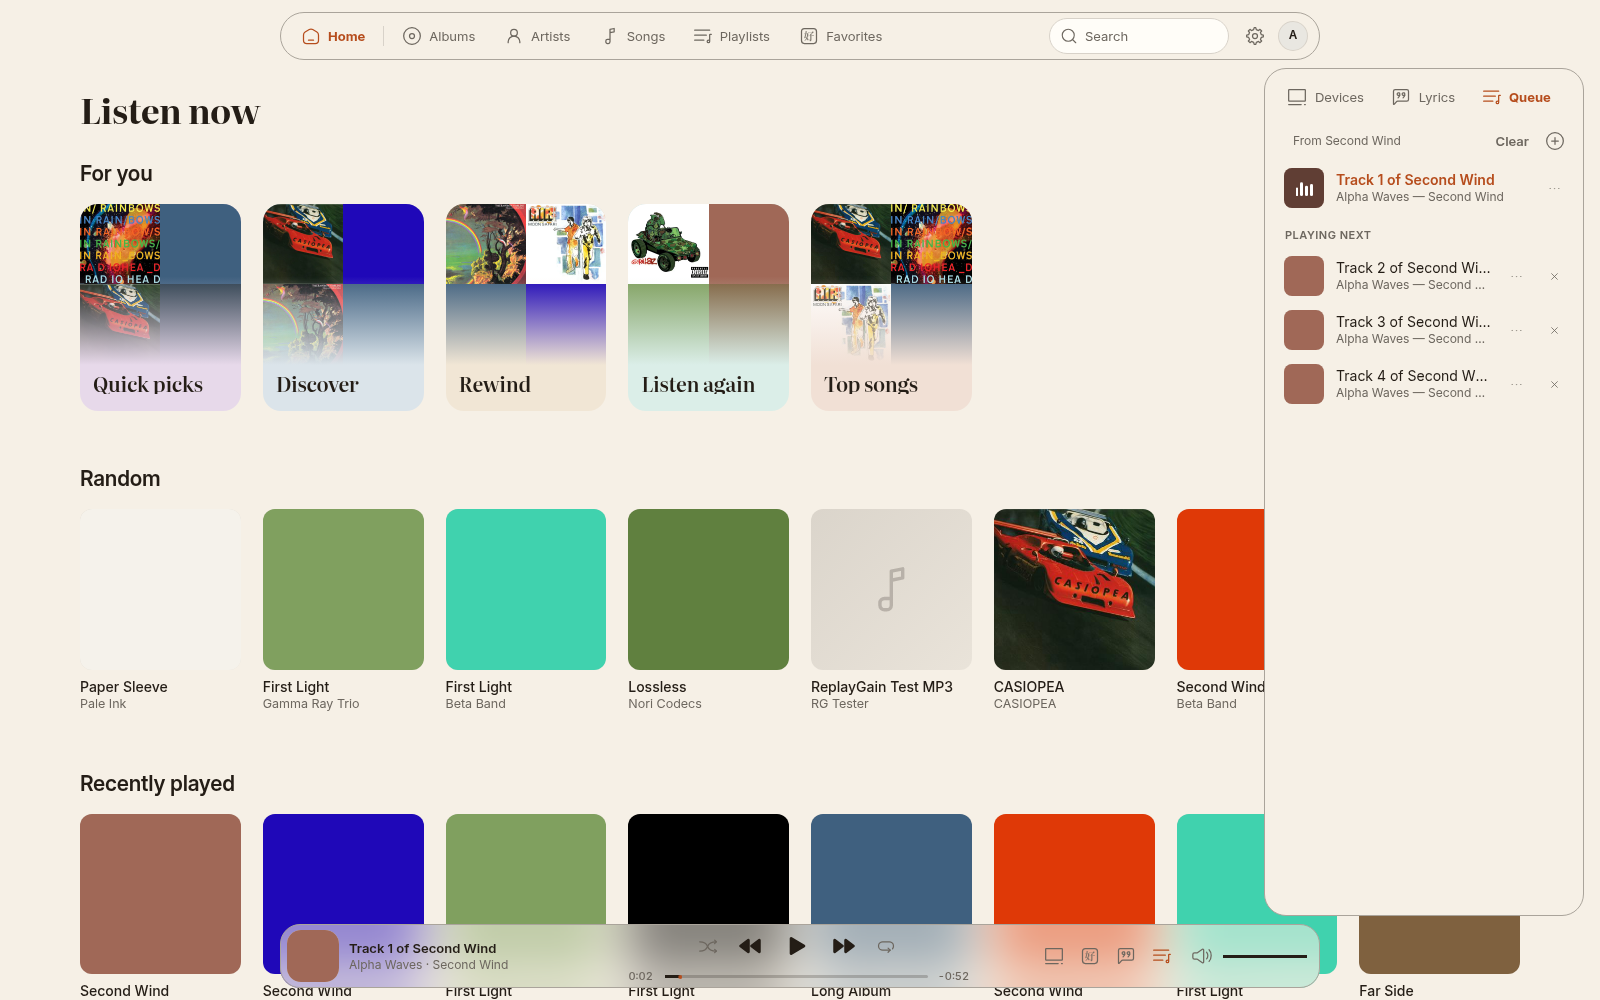 Home
Albums
Artists
Songs
Playlists
Favorites
Search
A
Listen now
For you
Quick picks
Discover
Rewind
Listen again
Top songs
Random
Paper Sleeve
Pale Ink
First Light
Gamma Ray Trio
First Light
Beta Band
Lossless
Nori Codecs
ReplayGain Test MP3
RG Tester
CASIOPEA
CASIOPEA
CASIOPEA
Second Wind
Beta Band
Recently played
Second Wind
Second Wind
First Light
First Light
Long Album
Second Wind
First Light
Far Side
Devices
Lyrics
Queue
From Second Wind
Clear
Track 1 of Second Wind
Alpha Waves — Second Wind
PLAYING NEXT
Track 2 of Second Wi...
Alpha Waves — Second ...
Track 3 of Second Wi...
Alpha Waves — Second ...
Track 4 of Second W...
Alpha Waves — Second ...
Track 1 of Second Wind
Alpha Waves · Second Wind
0:02
-0:52